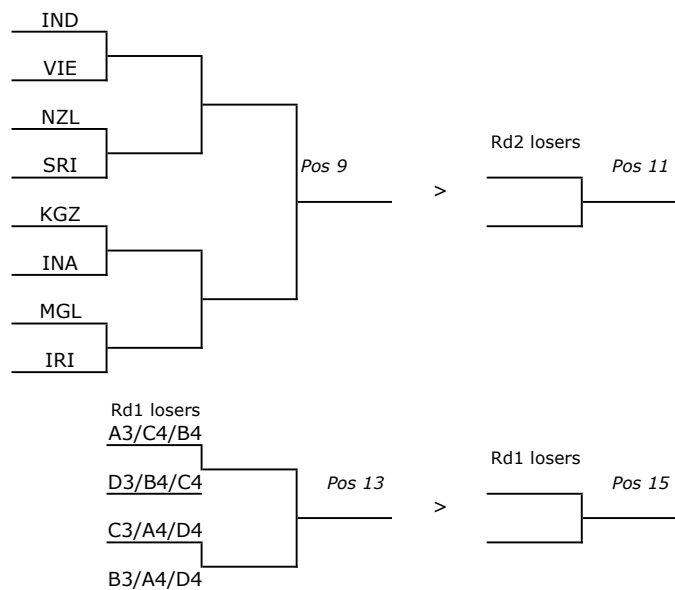 IND
VIE
NZL
SRI
KGZ
INA
MGL
IRI
Pos 9
>
Rd2 losers
Pos 11
Rd1 losers
A3/C4/B4
D3/B4/C4
C3/A4/D4
B3/A4/D4
Pos 13
>
Rd1 losers
Pos 15